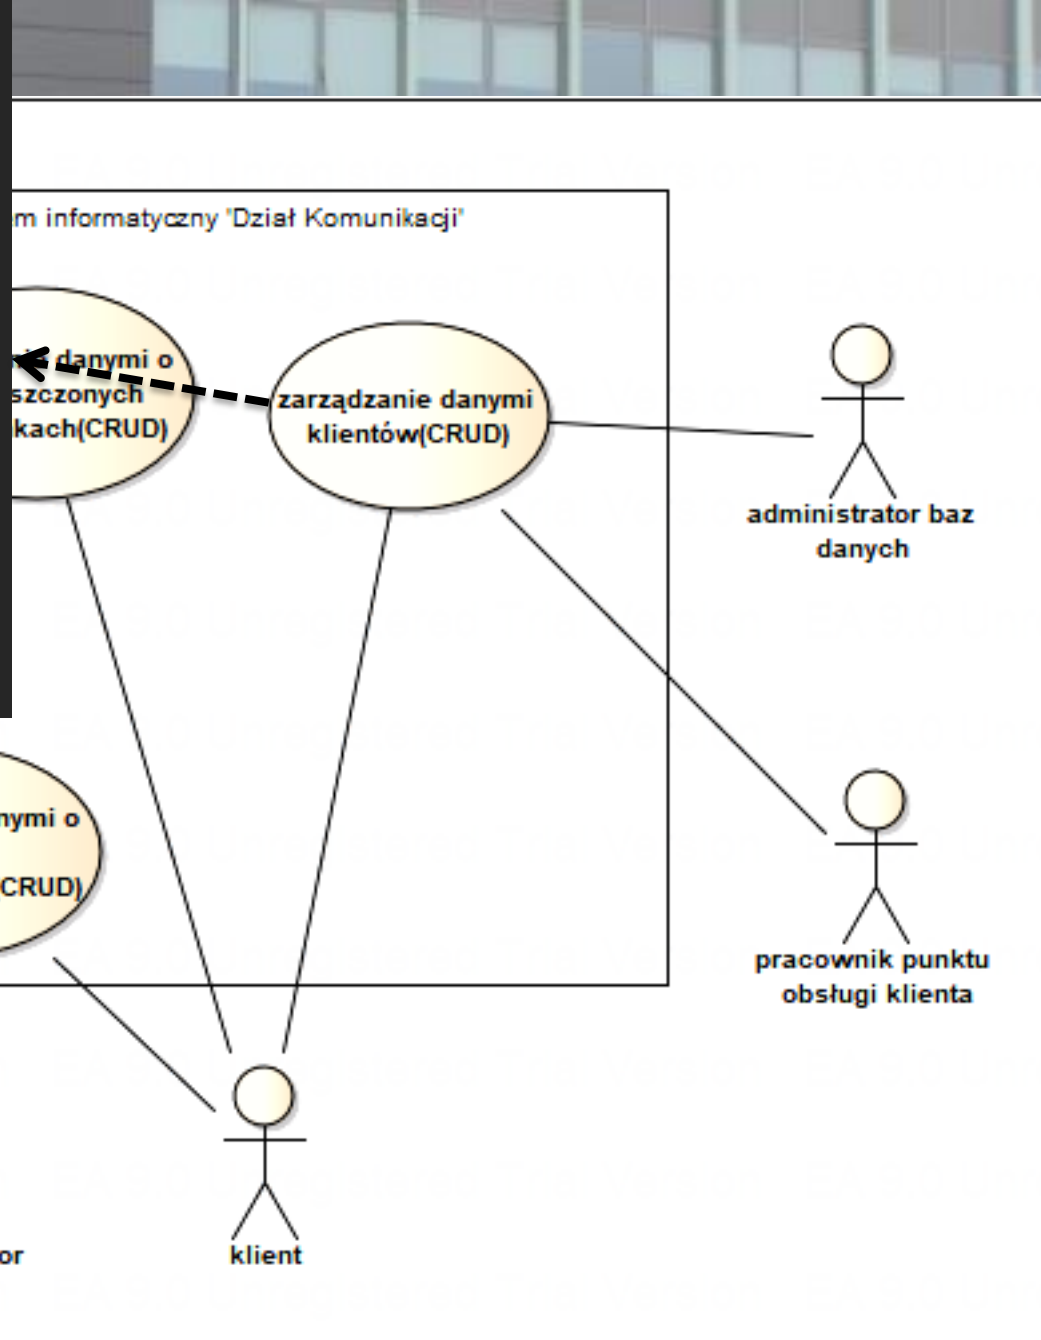 em informatyczny 'Dział Komunikacji'
danymi o
szczonych
kach(CRUD)
zarządzanie danymi
klientów(CRUD)
administrator baz
danych
nymi o
CRUD)
pracownik punktu
obsługi klienta
or
klient